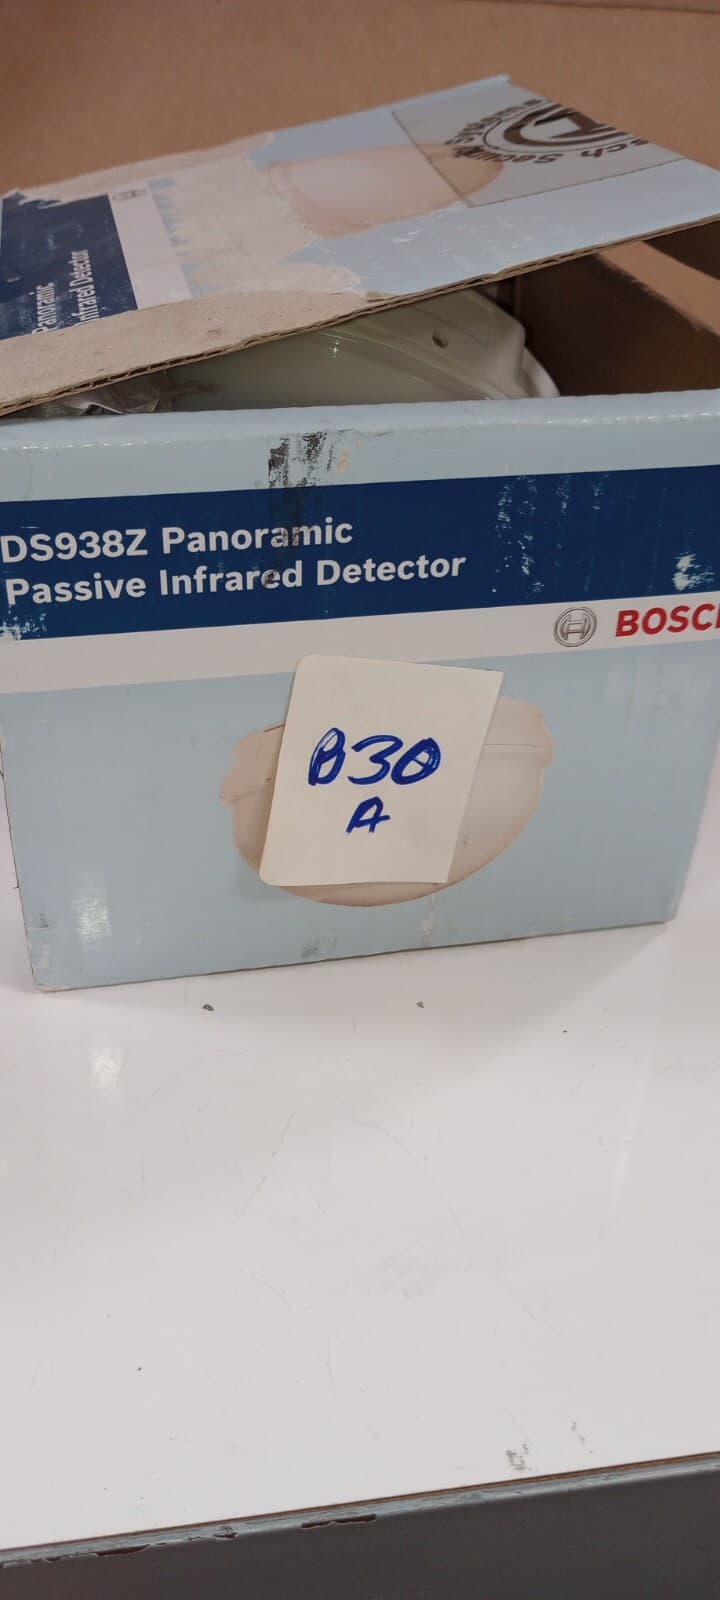 Panoramic
Infrared Detector
DS938Z Panoramic
Passive Infrared Detector
BOSCH
B30
A